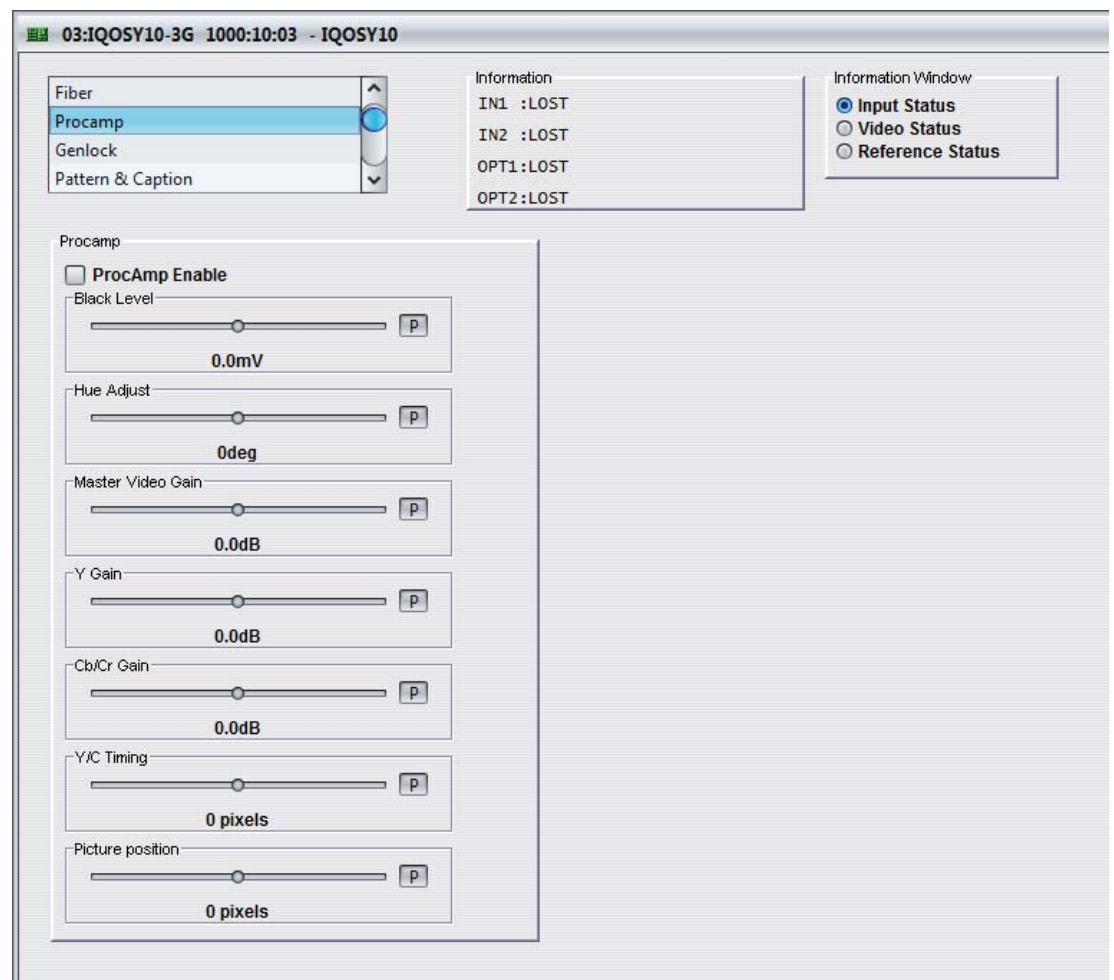 03:IQOSY10-3G 1000:10:03 - IQOSY10
Fiber
Procamp
Genlock
Pattern & Caption
Information
IN1 :LOST
IN2 :LOST
OPT1:LOST
OPT2:LOST
Information Window
Input Status
Video Status
Reference Status
Procamp
ProcAmp Enable
Black Level
P
0.0mV
Hue Adjust
P
0deg
Master Video Gain
P
0.0dB
Y Gain
P
0.0dB
Cb/Cr Gain
P
0.0dB
Y/C Timing
P
0 pixels
Picture position
P
0 pixels